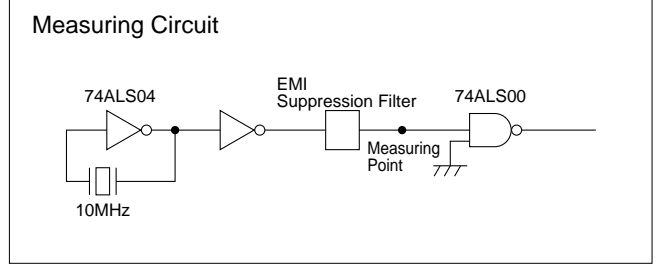 Measuring Circuit
74ALS04
EMI
Suppression Filter
74ALS00
Measuring
Point
10MHz